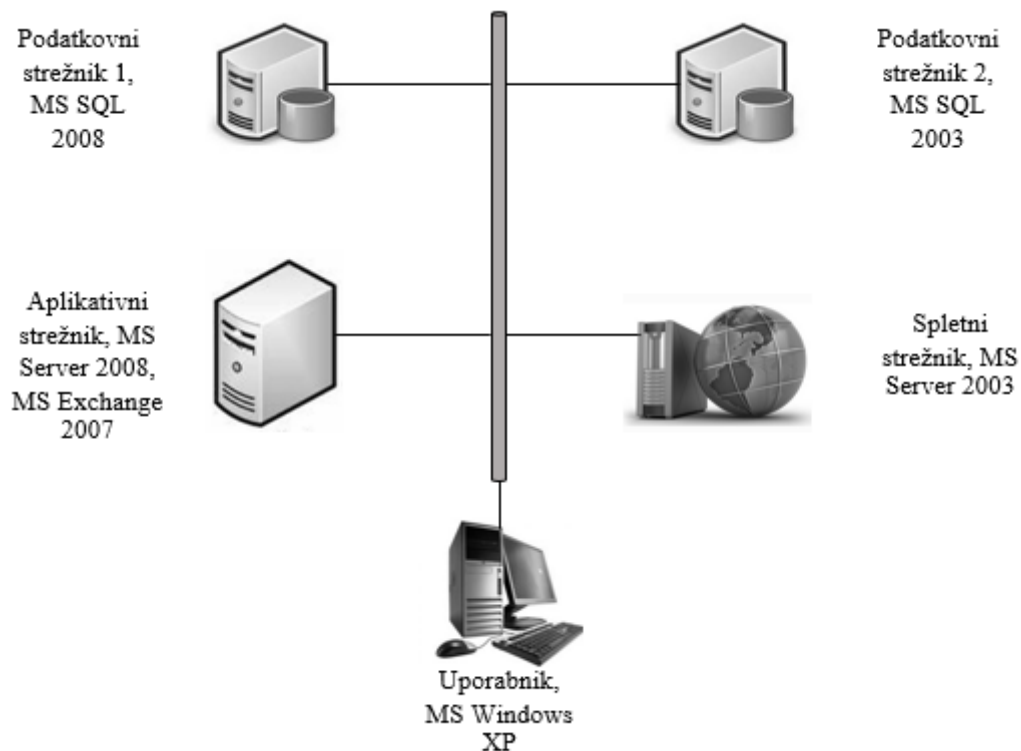 Podatkovni
strežnik 1,
MS SQL
2008
Podatkovni
strežnik 2,
MS SQL
2003
Aplikativni
strežnik, MS
Server 2008,
MS Exchange
2007
Spletni
strežnik, MS
Server 2003
Uporabnik,
MS Windows
XP